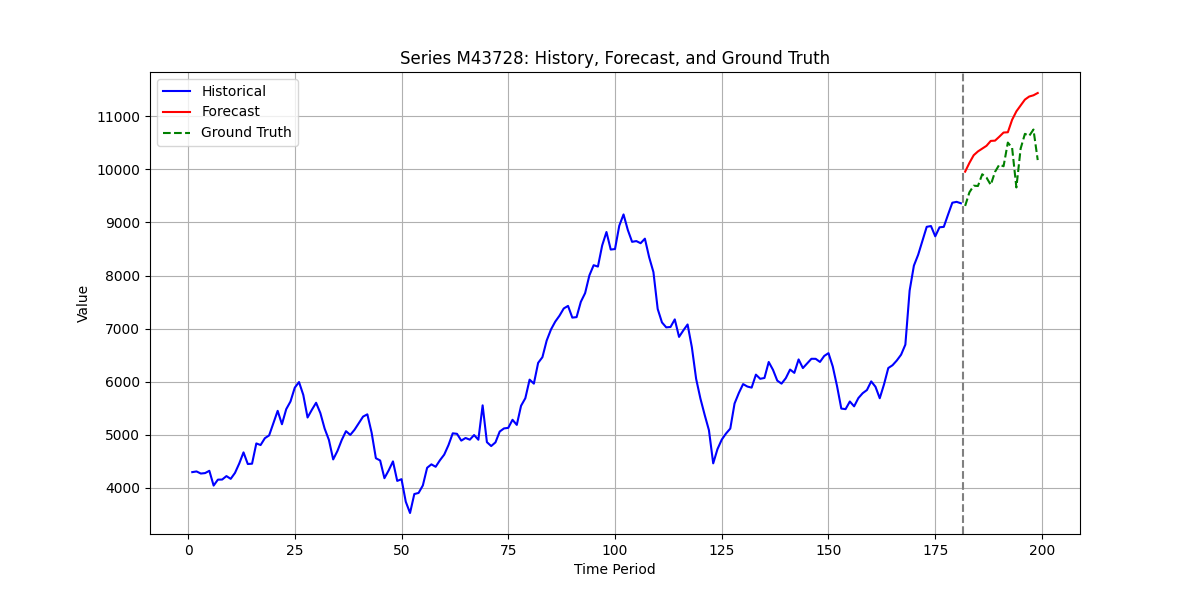 Series M43728: History, Forecast, and Ground Truth
Historical
Forecast
Ground Truth
11000
10000
9000
8000
7000
6000
5000
4000
Value
0 25 50 75 100 125 150 175 200
Time Period